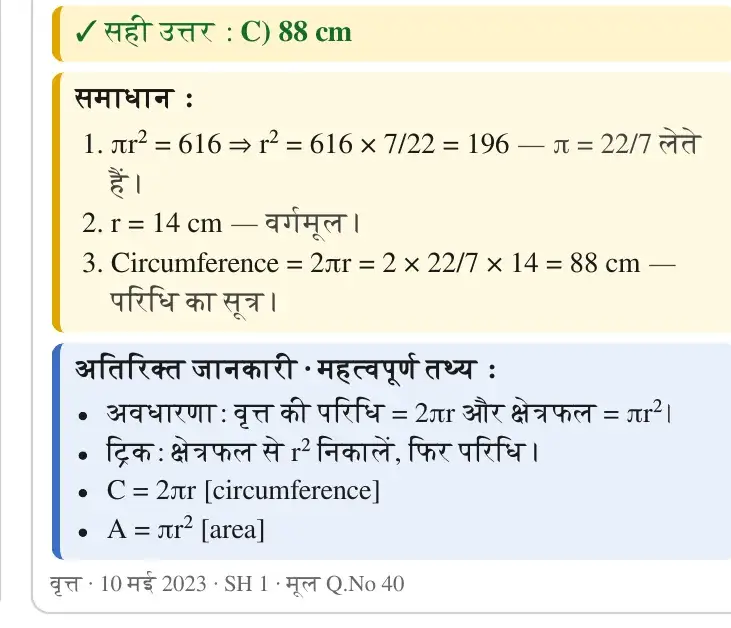 ✓ सही उत्तर : C) 88 cm
समाधान :
1. πr² = 616 ⇒ r² = 616 × 7/22 = 196 — π = 22/7 लेते
हैं।
2. r = 14 cm — वर्गमूल।
3. Circumference = 2πr = 2 × 22/7 × 14 = 88 cm —
परिधि का सूत्र।
अतिरिक्त जानकारी · महत्वपूर्ण तथ्य :
• अवधारणा : वृत्त की परिधि = 2πr और क्षेत्रफल = πr²।
• ट्रिक : क्षेत्रफल से r² निकालें, फिर परिधि।
• C = 2πr [circumference]
• A = πr² [area]
वृत्त · 10 मई 2023 · SH 1 · मूल Q.No 40